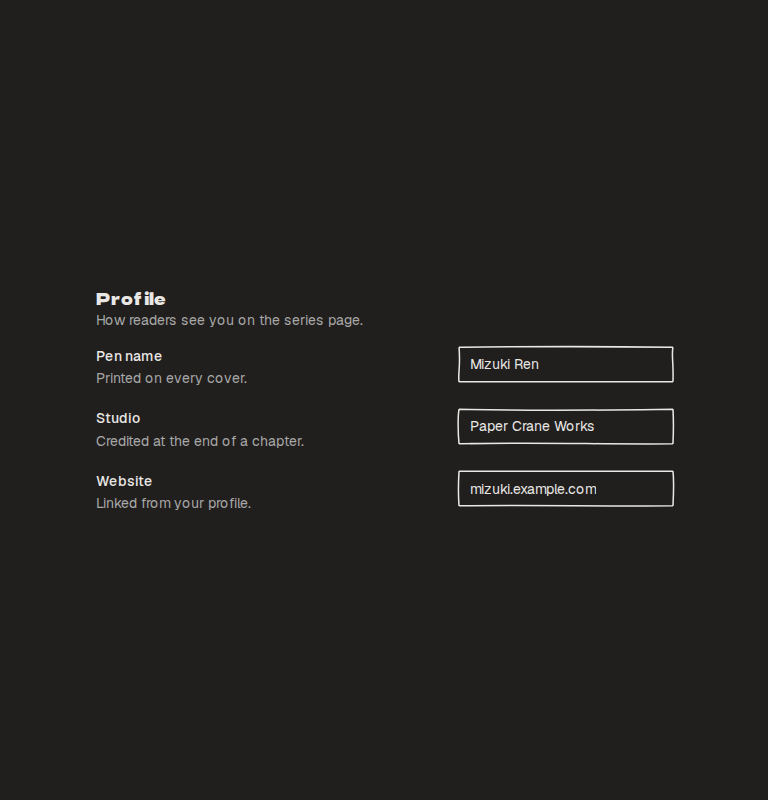 Profile
How readers see you on the series page.
Pen name
Printed on every cover.
Mizuki Ren
Studio
Credited at the end of a chapter.
Paper Crane Works
Website
Linked from your profile.
mizuki.example.com